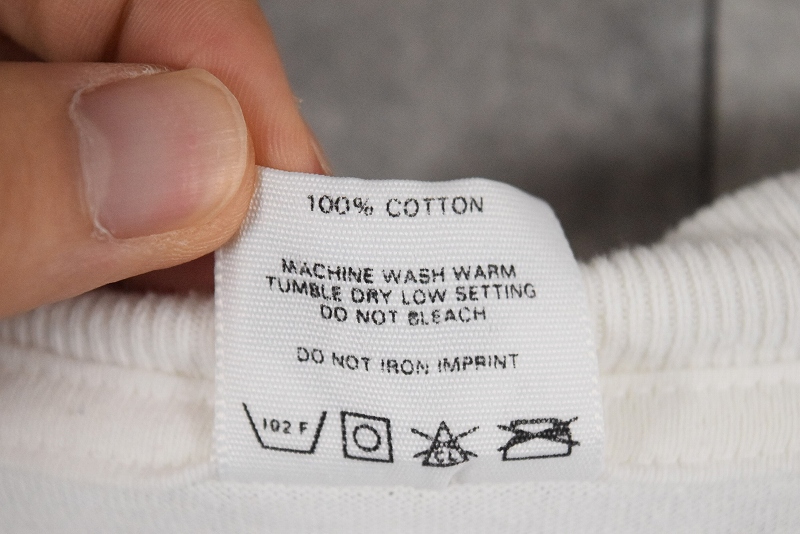 100% COTTON
MACHINE WASH WARM
TUMBLE DRY LOW SETTING
DO NOT BLEACH
DO NOT IRON IMPRINT
102 F
CL